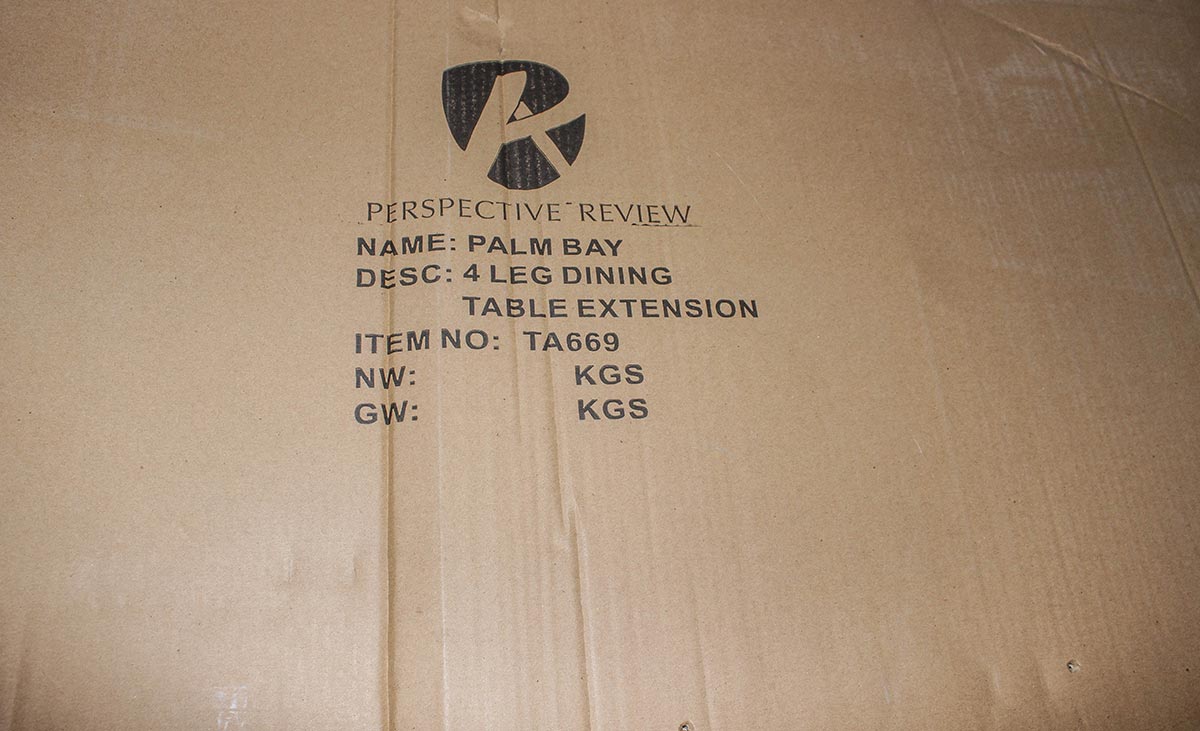 PERSPECTIVE REVIEW
NAME: PALM BAY
DESC: 4 LEG DINING
TABLE EXTENSION
ITEM NO: TA669
NW: KGS
GW: KGS